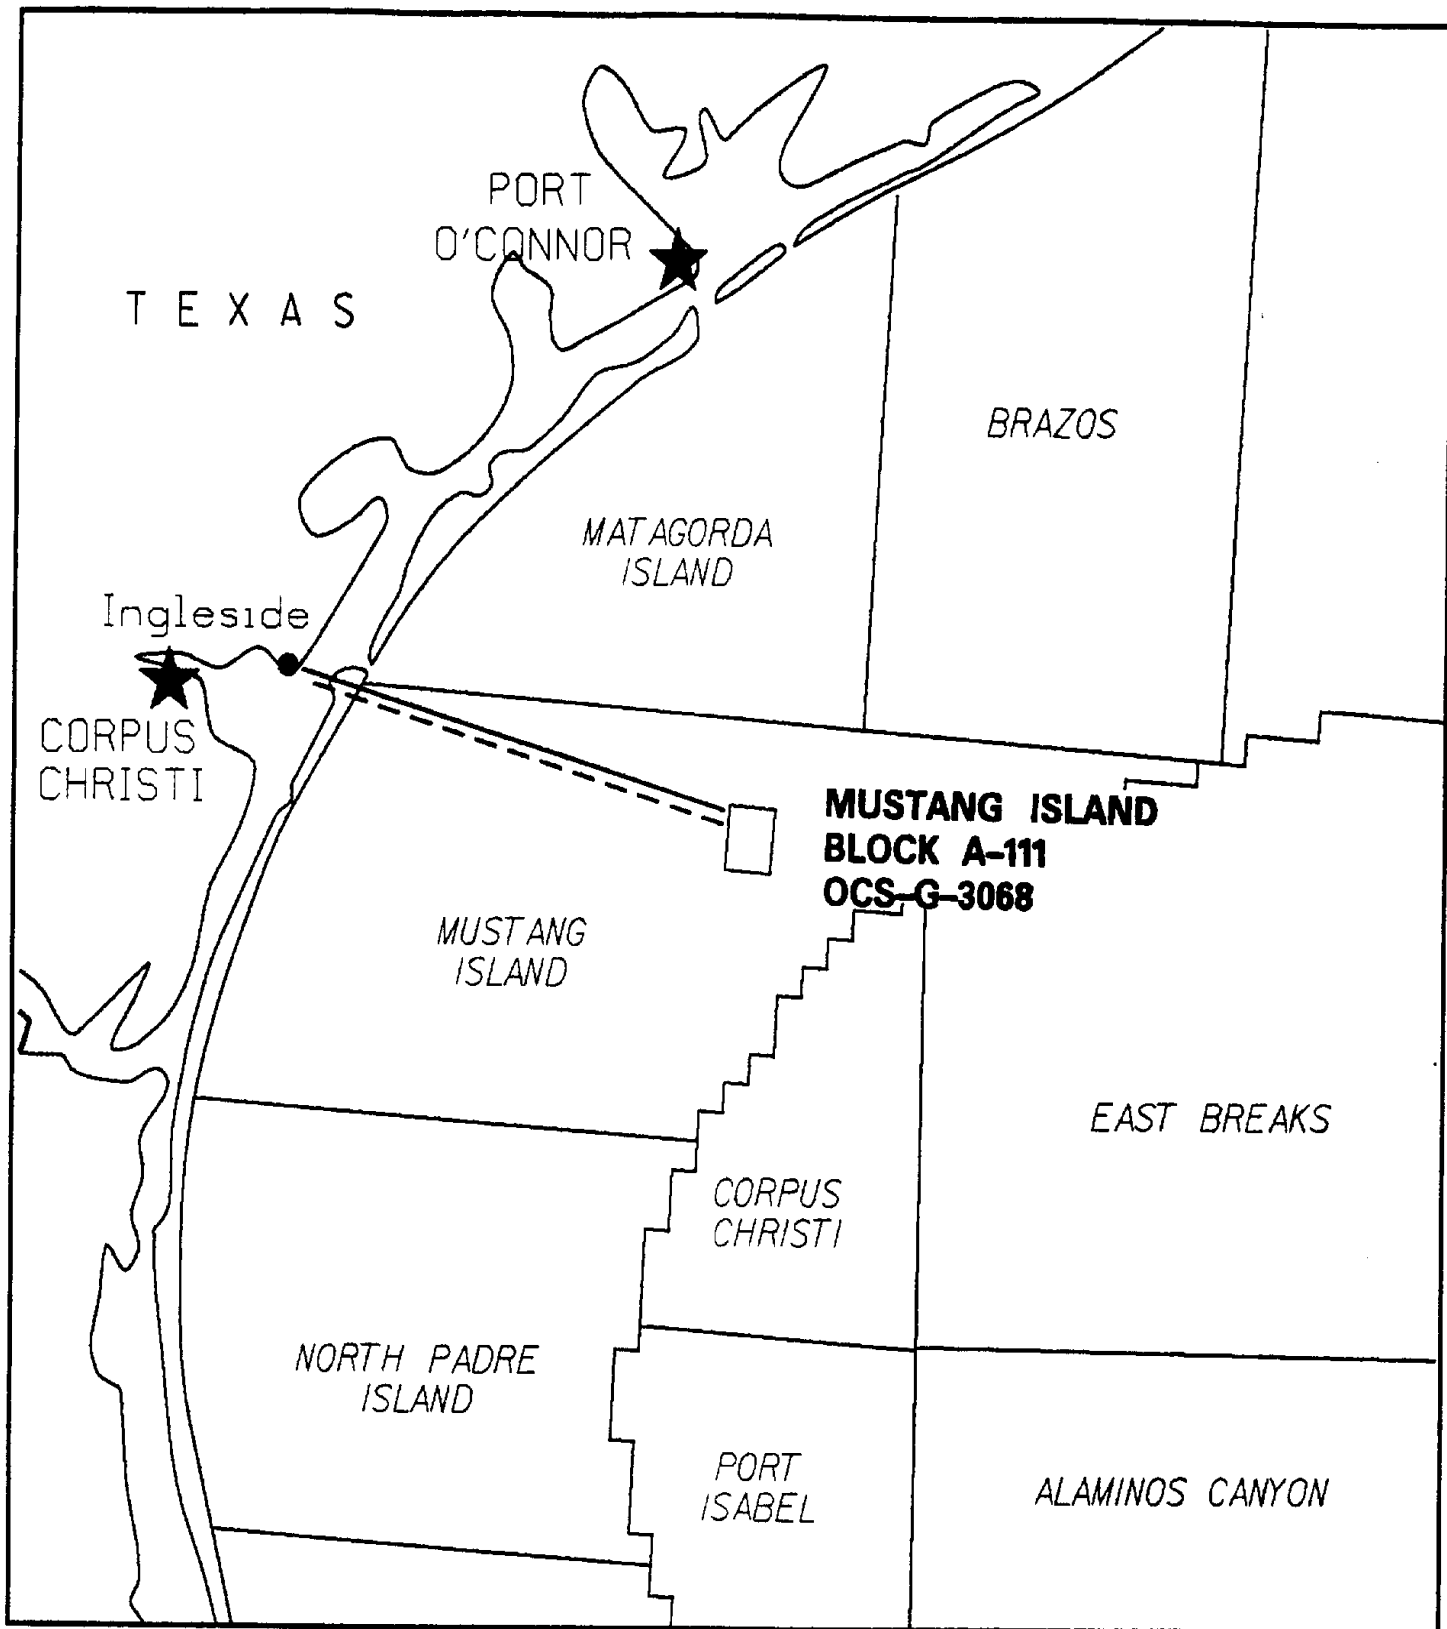 PORT
O'CONNOR
TEXAS
BRAZOS
MATAGORDA
ISLAND
Ingleside
CORPUS
CHRISTI
MUSTANG ISLAND
BLOCK A-111
OCS-G-3068
MUSTANG
ISLAND
EAST BREAKS
CORPUS
CHRISTI
NORTH PADRE
ISLAND
PORT
ISABEL
ALAMINOS CANYON